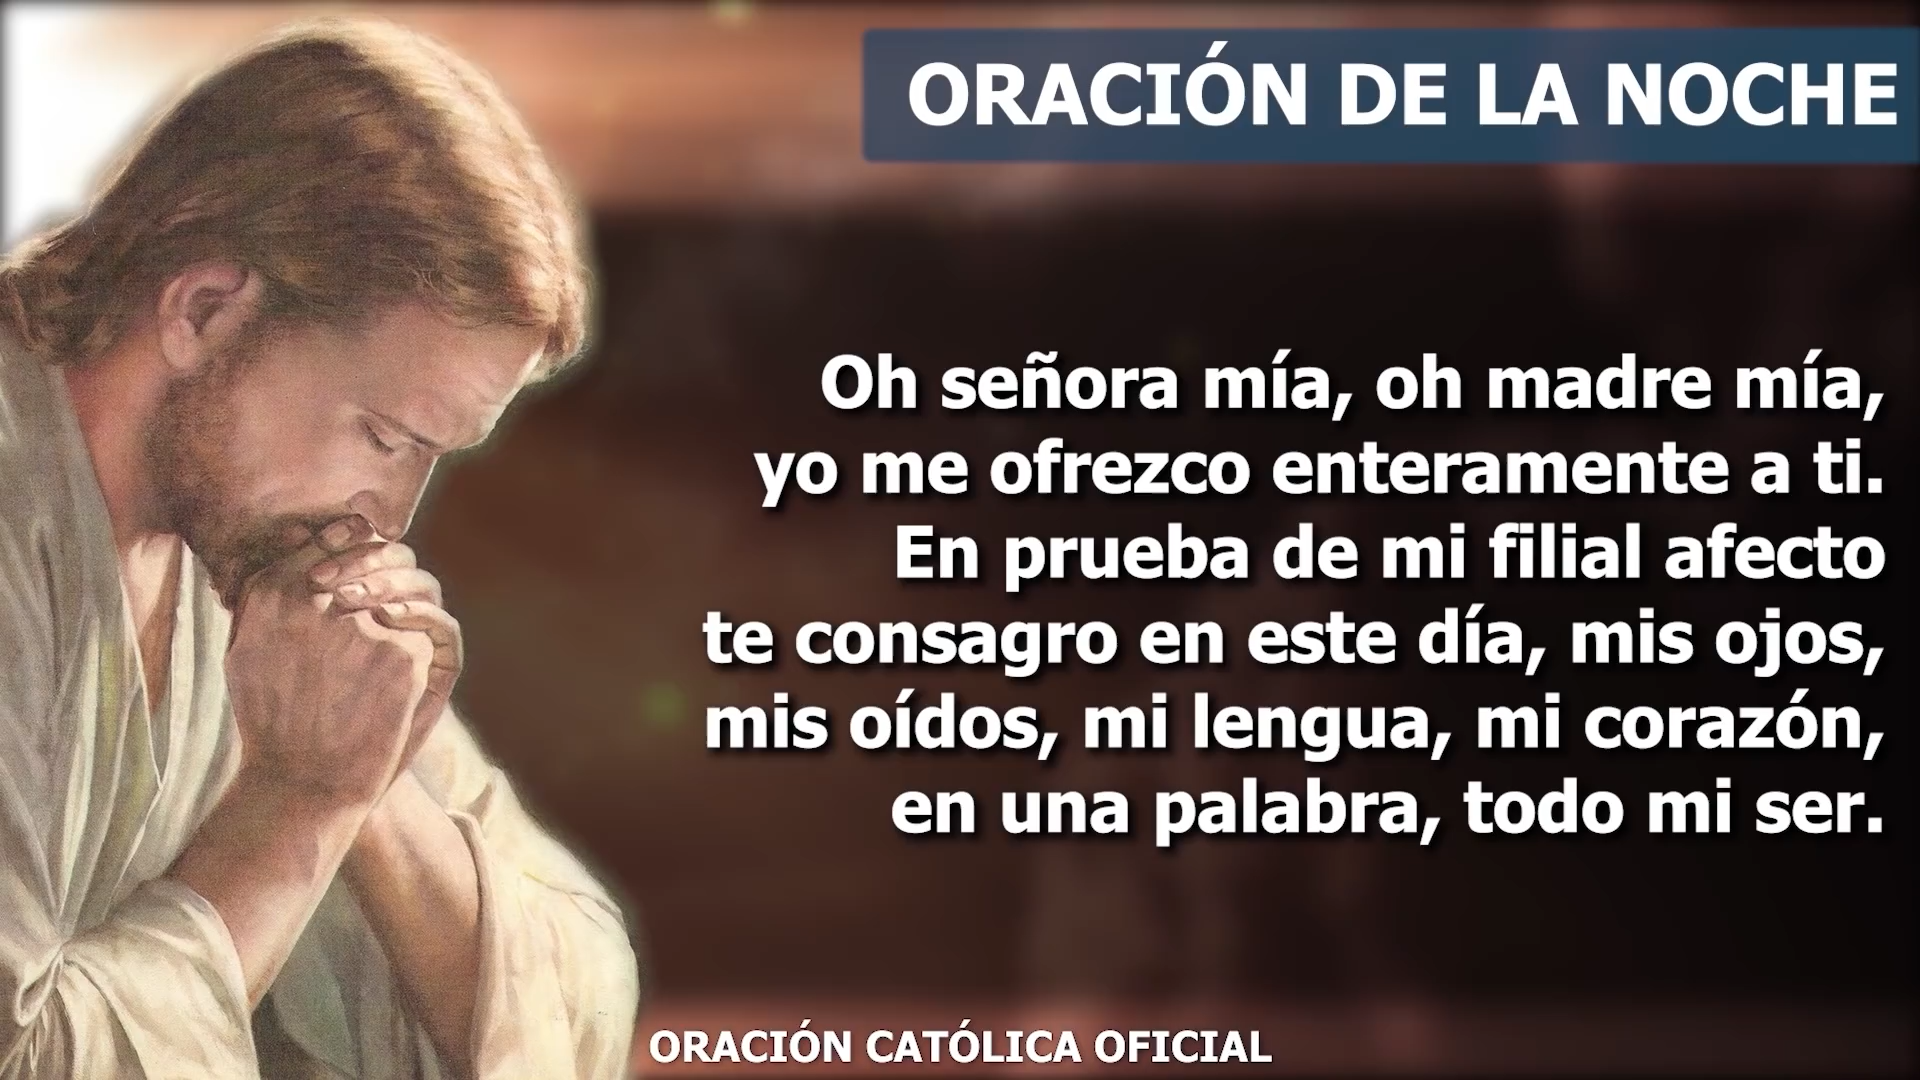 ORACIÓN DE LA NOCHE
Oh señora mía, oh madre mía,
yo me ofrezco enteramente a ti.
En prueba de mi filial afecto
te consagro en este día, mis ojos,
mis oídos, mi lengua, mi corazón,
en una palabra, todo mi ser.
ORACIÓN CATÓLICA OFICIAL